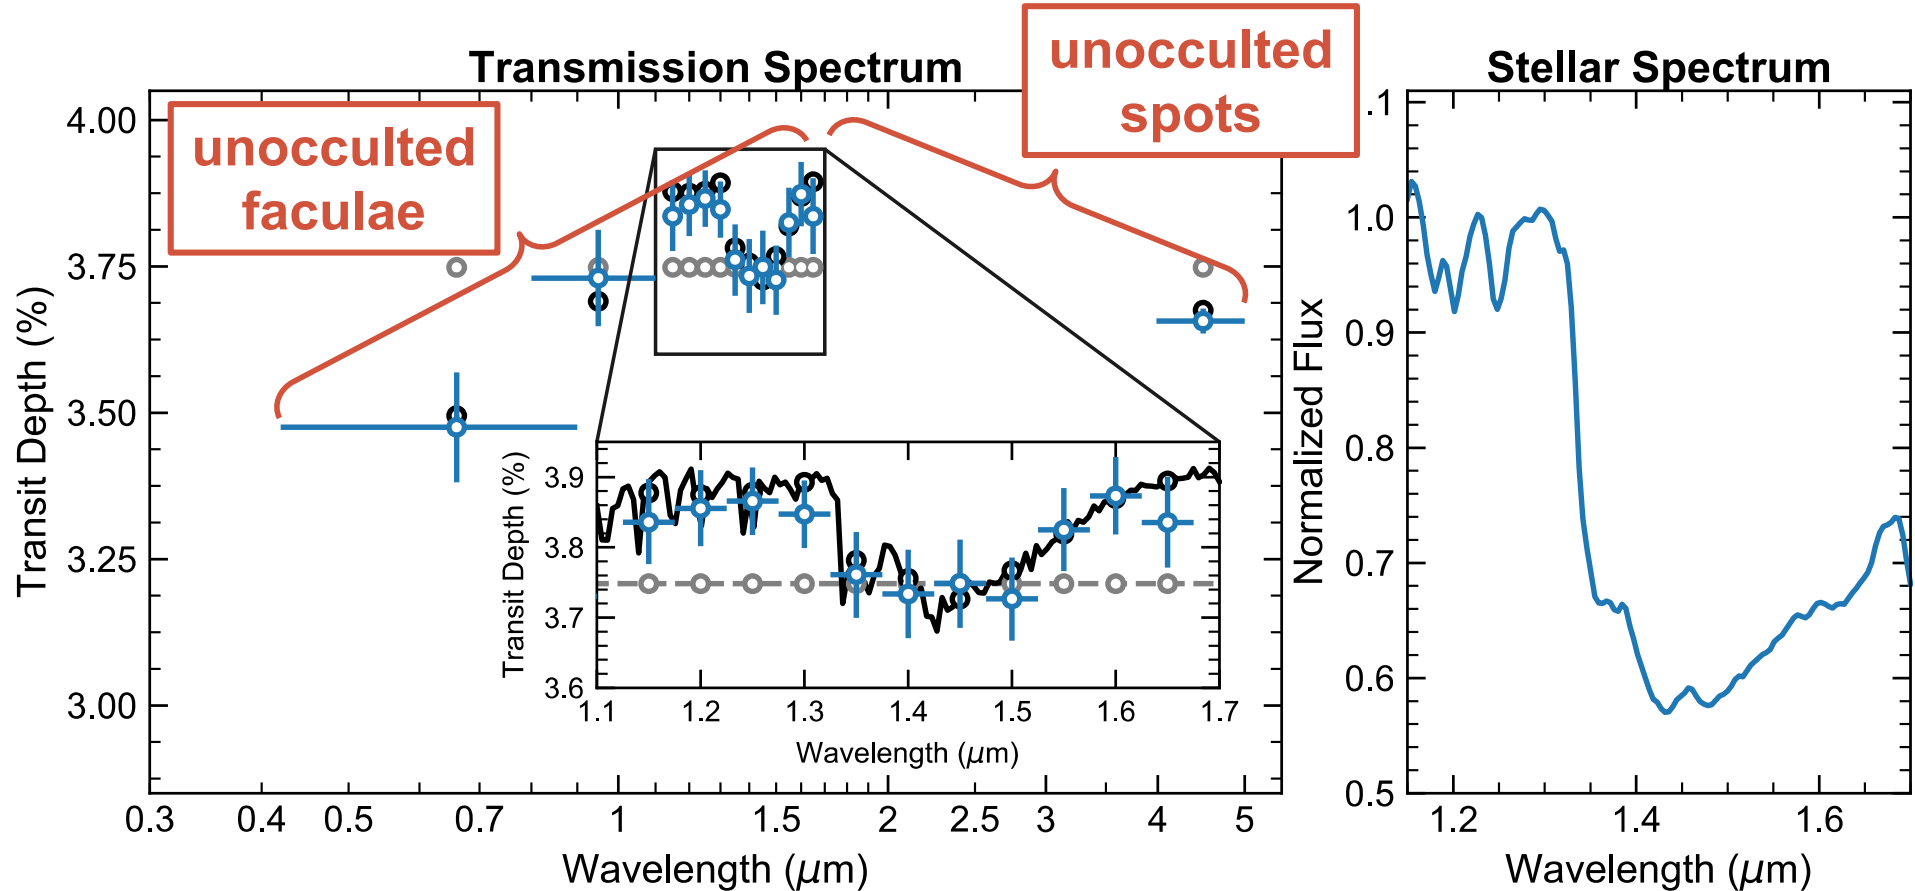 Transmission Spectrum
Stellar Spectrum
unocculted
faculae
unocculted
spots
Transit Depth (%)
4.00
3.75
3.50
3.25
3.00
0.3 0.4 0.5 0.7 1 1.5 2 2.5 3 4 5
Wavelength (μm)
Transit Depth (%)
3.9
3.8
3.7
3.6
1.1 1.2 1.3 1.4 1.5 1.6 1.7
Wavelength (μm)
Normalized Flux
.1
1.0
0.9
0.8
0.7
0.6
0.5
1.2 1.4 1.6
Wavelength (μm)